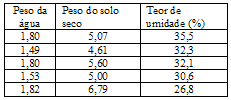 Peso da água | Peso do solo seco | Teor de umidade (%)
1,80 | 5,07 | 35,5
1,49 | 4,61 | 32,3
1,80 | 5,60 | 32,1
1,53 | 5,00 | 30,6
1,82 | 6,79 | 26,8